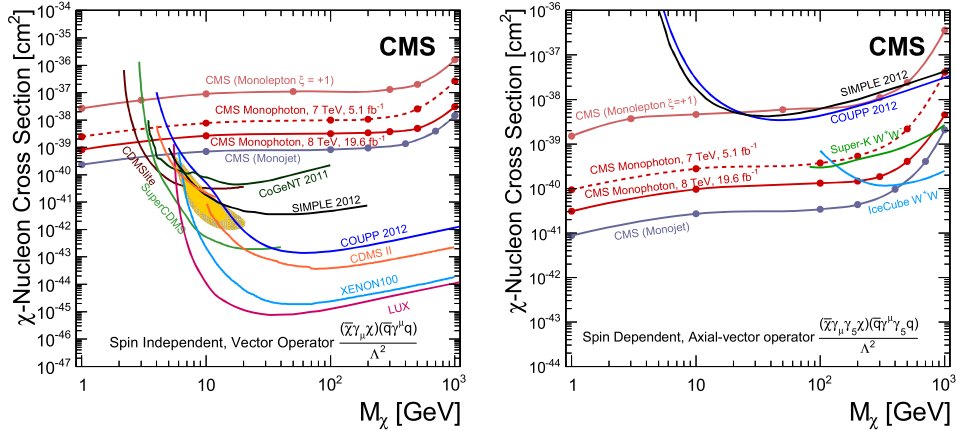 χ-Nucleon Cross Section [cm²]
10⁻³⁴
10⁻³⁵
10⁻³⁶
10⁻³⁷
10⁻³⁸
10⁻³⁹
10⁻⁴⁰
10⁻⁴¹
10⁻⁴²
10⁻⁴³
10⁻⁴⁴
10⁻⁴⁵
10⁻⁴⁶
10⁻⁴⁷
CMS
CMS (Monolepton ξ = +1)
CMS Monophoton, 7 TeV, 5.1 fb⁻¹
CMS Monophoton, 8 TeV, 19.6 fb⁻¹
CMS (Monojet)
CDMSlite
SuperCDMS
CoGeNT 2011
SIMPLE 2012
COUPP 2012
CDMS II
XENON100
LUX
Spin Independent, Vector Operator (χ̅γ_μχ)(q̅γ^μq)
Λ²
1 10 10² 10³
M_χ [GeV]
χ-Nucleon Cross Section [cm²]
10⁻³⁶
10⁻³⁷
10⁻³⁸
10⁻³⁹
10⁻⁴⁰
10⁻⁴¹
10⁻⁴²
10⁻⁴³
10⁻⁴⁴
CMS
SIMPLE 2012
CMS (Monolepton ξ=+1)
COUPP 2012
Super-K W⁺W⁻
CMS Monophoton, 7 TeV, 5.1 fb⁻¹
CMS Monophoton, 8 TeV, 19.6 fb⁻¹
IceCube W⁺W⁻
CMS (Monojet)
Spin Dependent, Axial-vector operator (χ̅γ_μγ₅χ)(q̅γ^μγ₅q)
Λ²
1 10 10² 10³
M_χ [GeV]